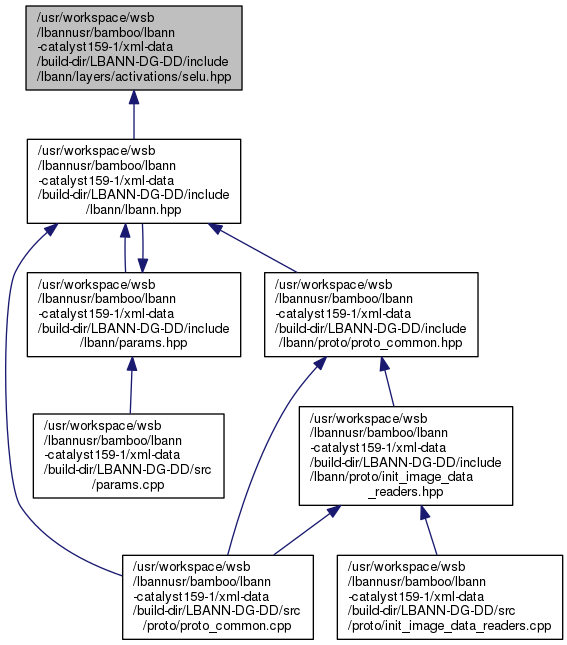 /usr/workspace/wsb
/lbannusr/bamboo/lbann
-catalyst159-1/xml-data
/build-dir/LBANN-DG-DD/include
/lbann/layers/activations/selu.hpp
/usr/workspace/wsb
/lbannusr/bamboo/lbann
-catalyst159-1/xml-data
/build-dir/LBANN-DG-DD/include
/lbann/lbann.hpp
/usr/workspace/wsb
/lbannusr/bamboo/lbann
-catalyst159-1/xml-data
/build-dir/LBANN-DG-DD/include
/lbann/params.hpp
/usr/workspace/wsb
/lbannusr/bamboo/lbann
-catalyst159-1/xml-data
/build-dir/LBANN-DG-DD/include
/lbann/proto/proto_common.hpp
/usr/workspace/wsb
/lbannusr/bamboo/lbann
-catalyst159-1/xml-data
/build-dir/LBANN-DG-DD/src
/params.cpp
/usr/workspace/wsb
/lbannusr/bamboo/lbann
-catalyst159-1/xml-data
/build-dir/LBANN-DG-DD/include
/lbann/proto/init_image_data
_readers.hpp
/usr/workspace/wsb
/lbannusr/bamboo/lbann
-catalyst159-1/xml-data
/build-dir/LBANN-DG-DD/src
/proto/proto_common.cpp
/usr/workspace/wsb
/lbannusr/bamboo/lbann
-catalyst159-1/xml-data
/build-dir/LBANN-DG-DD/src
/proto/init_image_data_readers.cpp